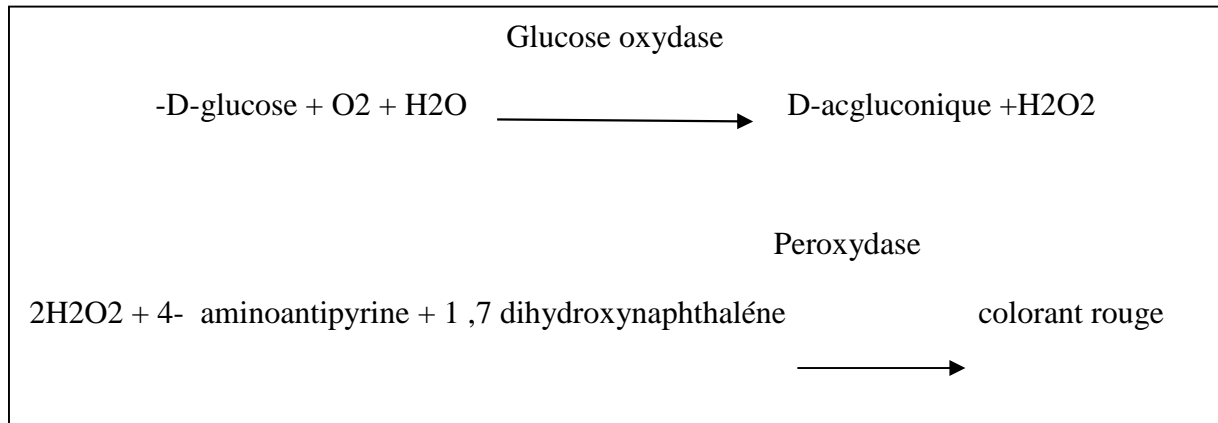 Glucose oxydase
-D-glucose + O2 + H2O D-acgluconique +H2O2
Peroxydase
2H2O2 + 4- aminoantipyrine + 1 ,7 dihydroxynaphthaléne colorant rouge